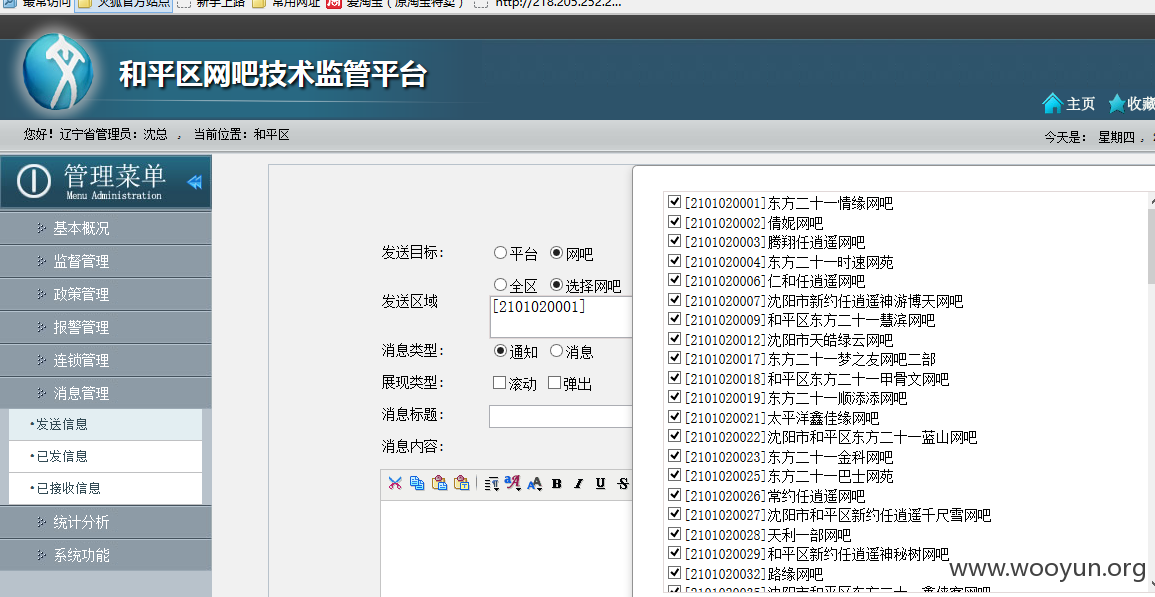 最常访问 火狐官方站点 新手上路 常用网址 爱淘宝（原淘宝特卖） http://218.205.252.2...
和平区网吧技术监管平台
主页 收藏
您好！辽宁省管理员：沈总 ， 当前位置：和平区
今天是： 星期四 ，
管理菜单
Menu Administration
基本概况
监督管理
政策管理
报警管理
连锁管理
消息管理
·发送信息
·已发信息
·已接收信息
统计分析
系统功能
发送目标： 平台 网吧
全区 选择网吧
发送区域
[2101020001]
消息类型： 通知 消息
展现类型： 滚动 弹出
消息标题：
消息内容：
B I U S
[2101020001]东方二十一情缘网吧
[2101020002]倩妮网吧
[2101020003]腾翔任逍遥网吧
[2101020004]东方二十一时速网苑
[2101020006]仁和任逍遥网吧
[2101020007]沈阳市新约任逍遥神游博天网吧
[2101020009]和平区东方二十一慧滨网吧
[2101020012]沈阳市天皓绿云网吧
[2101020017]东方二十一梦之友网吧二部
[2101020018]和平区东方二十一甲骨文网吧
[2101020019]东方二十一顺添添网吧
[2101020021]太平洋鑫佳缘网吧
[2101020022]沈阳市和平区东方二十一蓝山网吧
[2101020023]东方二十一金科网吧
[2101020025]东方二十一巴士网苑
[2101020026]常约任逍遥网吧
[2101020027]沈阳市和平区新约任逍遥千尺雪网吧
[2101020028]天利一部网吧
[2101020029]和平区新约任逍遥神秘树网吧
[2101020032]路缘网吧
www.wooyun.org